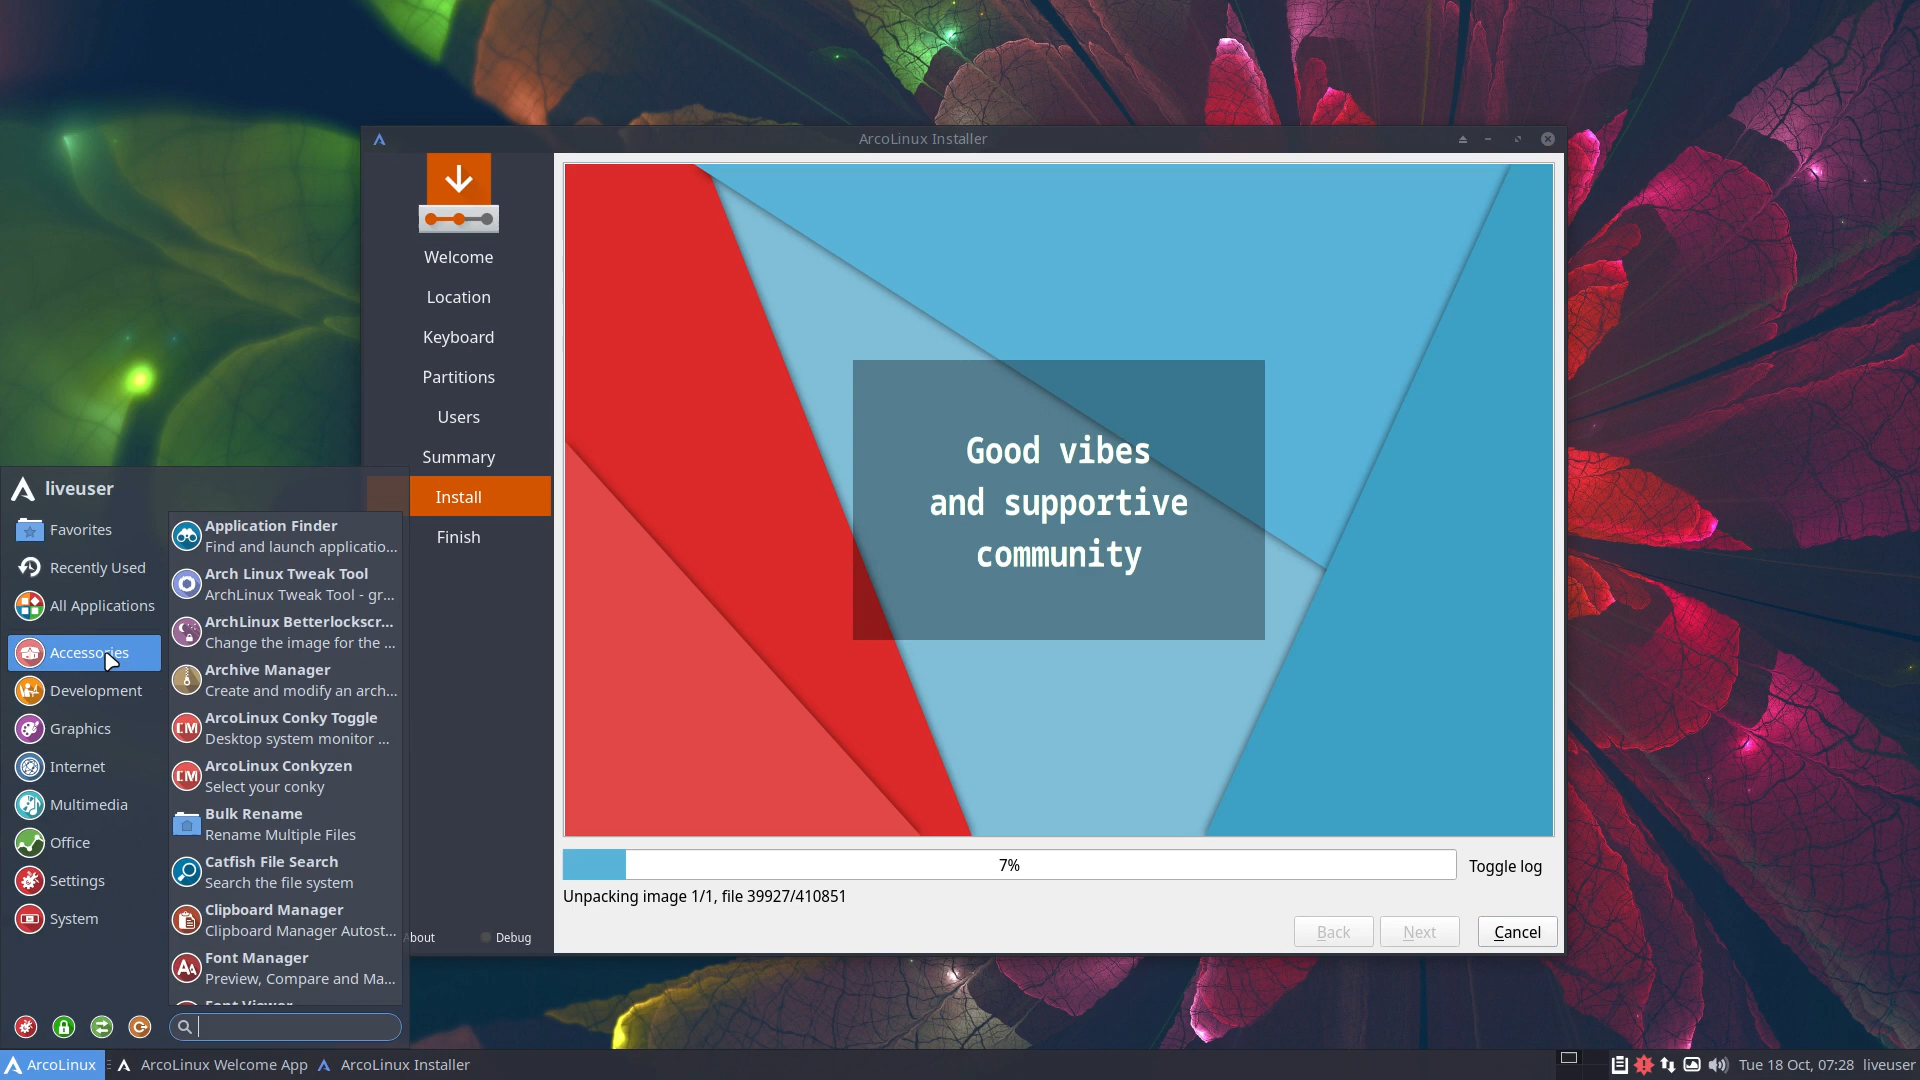 ArcoLinux Installer
Welcome
Location
Keyboard
Partitions
Users
Summary
Install
Finish
Good vibes
and supportive
community
7%
Toggle log
Unpacking image 1/1, file 39927/410851
bout
Debug
Back
Next
Cancel
liveuser
Favorites
Recently Used
All Applications
Accessories
Development
Graphics
Internet
Multimedia
Office
Settings
System
Application Finder
Find and launch applicatio...
Arch Linux Tweak Tool
ArchLinux Tweak Tool - gr...
ArchLinux Betterlockscr...
Change the image for the ...
Archive Manager
Create and modify an arch...
CM
ArcoLinux Conky Toggle
Desktop system monitor ...
CM
ArcoLinux Conkyzen
Select your conky
Bulk Rename
Rename Multiple Files
Catfish File Search
Search the file system
Clipboard Manager
Clipboard Manager Autost...
Font Manager
Preview, Compare and Ma...
Font Viewer
ArcoLinux
ArcoLinux Welcome App
ArcoLinux Installer
Tue 18 Oct, 07:28
liveuser